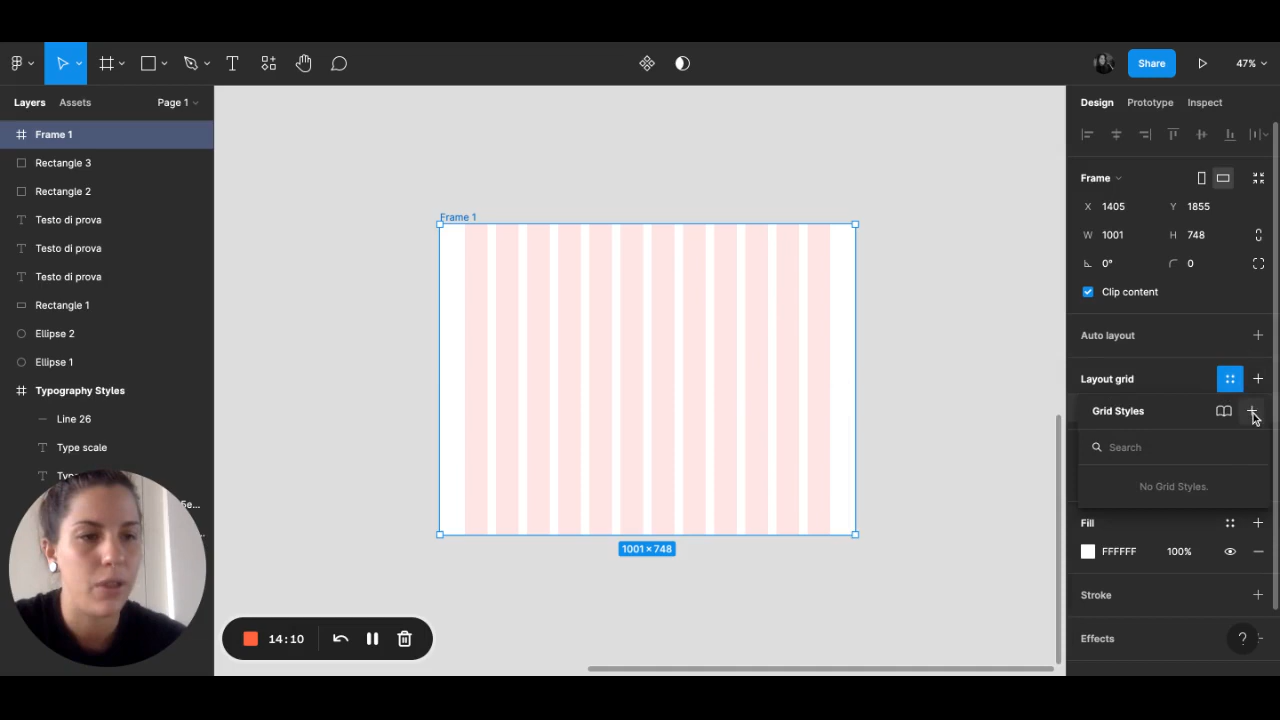 Share
47%
Layers
Assets
Page 1
Design
Prototype
Inspect
Frame 1
Rectangle 3
Rectangle 2
Testo di prova
Testo di prova
Testo di prova
Rectangle 1
Ellipse 2
Ellipse 1
Typography Styles
Line 26
Type scale
Frame 1
1001 × 748
14:10
Frame
X 1405
Y 1855
W 1001
H 748
0°
0
Clip content
Auto layout
Layout grid
Grid Styles
Search
No Grid Styles.
Fill
FFFFFF 100%
Stroke
Effects
?